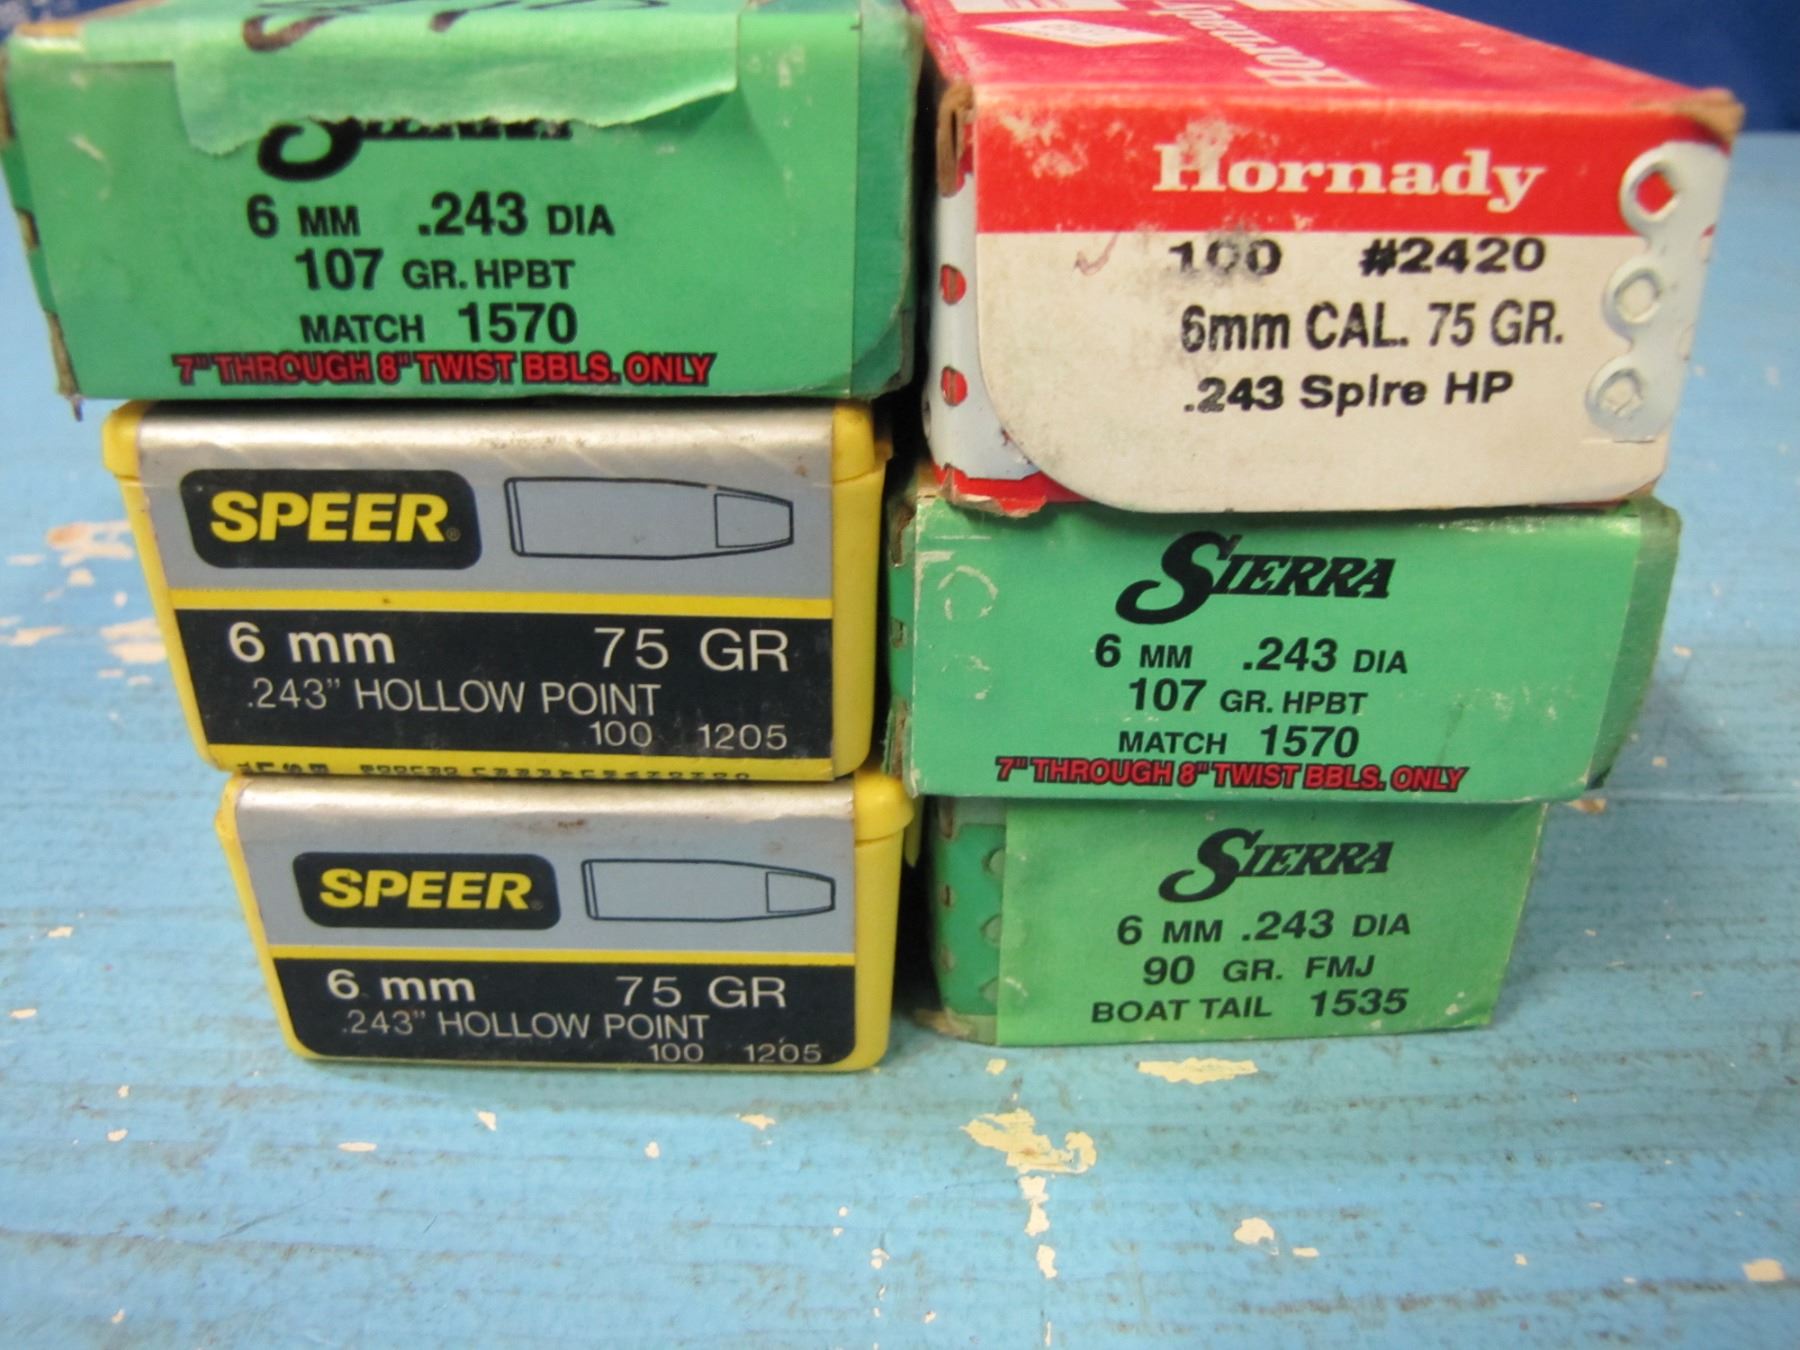 SIERRA
6 MM .243 DIA
107 GR. HPBT
MATCH 1570
7" THROUGH 8" TWIST BBLS. ONLY
SPEER®
6 mm 75 GR
.243" HOLLOW POINT
100 1205
SPEER®
6 mm 75 GR
.243" HOLLOW POINT
100 1205
Hornady
Hornady
100 #2420
6mm CAL. 75 GR.
.243 Spire HP
SIERRA
6 MM .243 DIA
107 GR. HPBT
MATCH 1570
7" THROUGH 8" TWIST BBLS. ONLY
SIERRA
6 MM .243 DIA
90 GR. FMJ
BOAT TAIL 1535